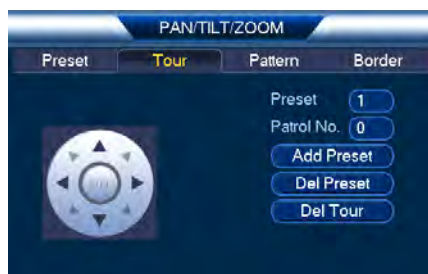 PAN/TILT/ZOOM
Preset Tour Pattern Border
Preset 1
Patrol No. 0
Add Preset
Del Preset
Del Tour